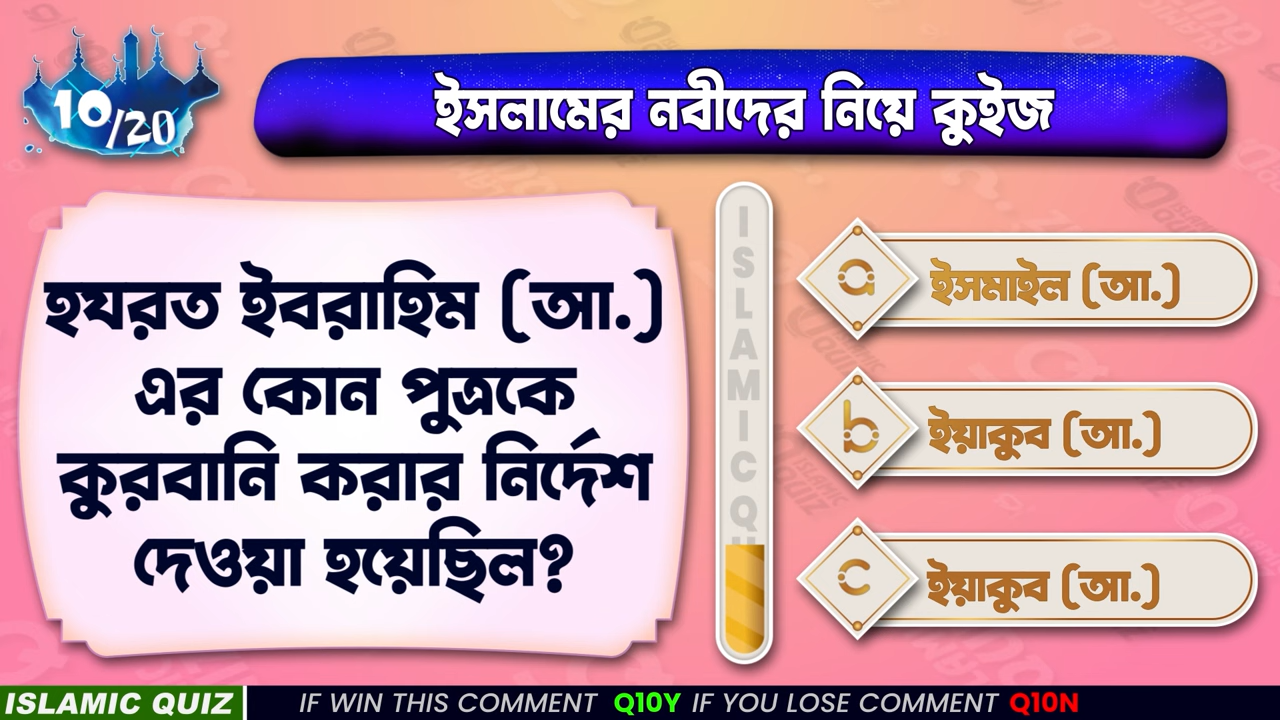 10/20
ইসলামের নবীদের নিয়ে কুইজ
হযরত ইবরাহিম (আ.)
এর কোন পুত্রকে
কুরবানি করার নির্দেশ
দেওয়া হয়েছিল?
ISLAMIC Q
a ইসমাইল (আ.)
b ইয়াকুব (আ.)
c ইয়াকুব (আ.)
ISLAMIC QUIZ IF WIN THIS COMMENT Q10Y IF YOU LOSE COMMENT Q10N